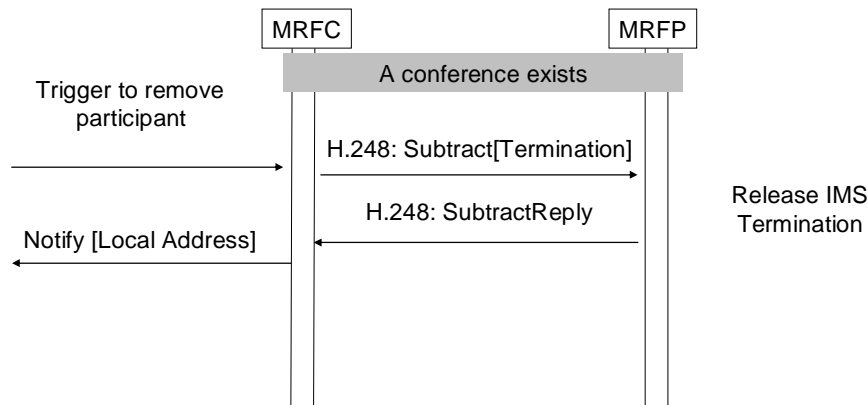 MRFC
MRFP
A conference exists
Trigger to remove
participant
H.248: Subtract[Termination]
H.248: SubtractReply
Release IMS
Termination
Notify [Local Address]